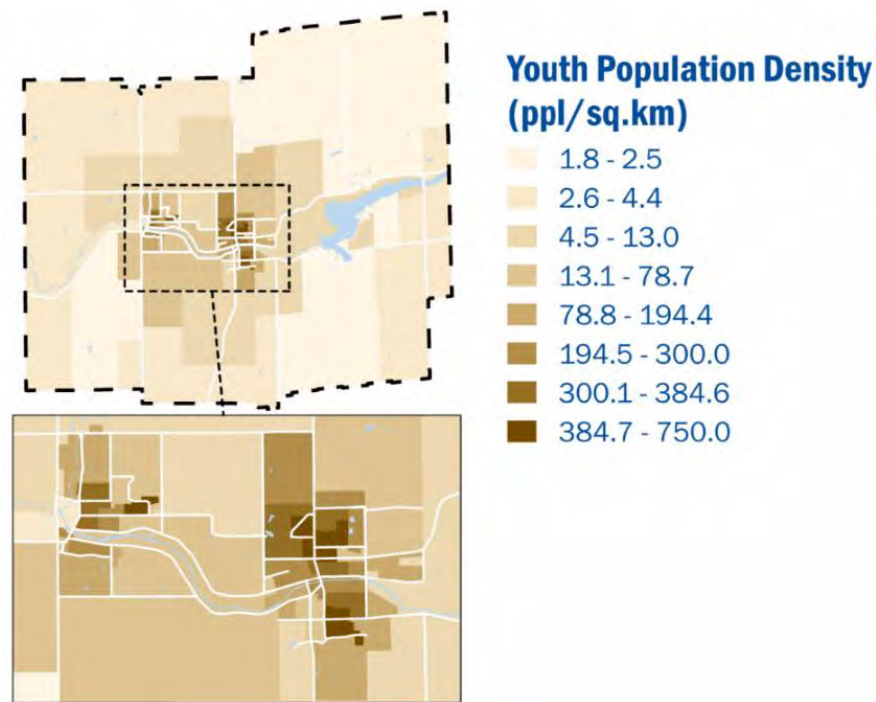 Youth Population Density
(ppl/sq.km)
1.8 - 2.5
2.6 - 4.4
4.5 - 13.0
13.1 - 78.7
78.8 - 194.4
194.5 - 300.0
300.1 - 384.6
384.7 - 750.0